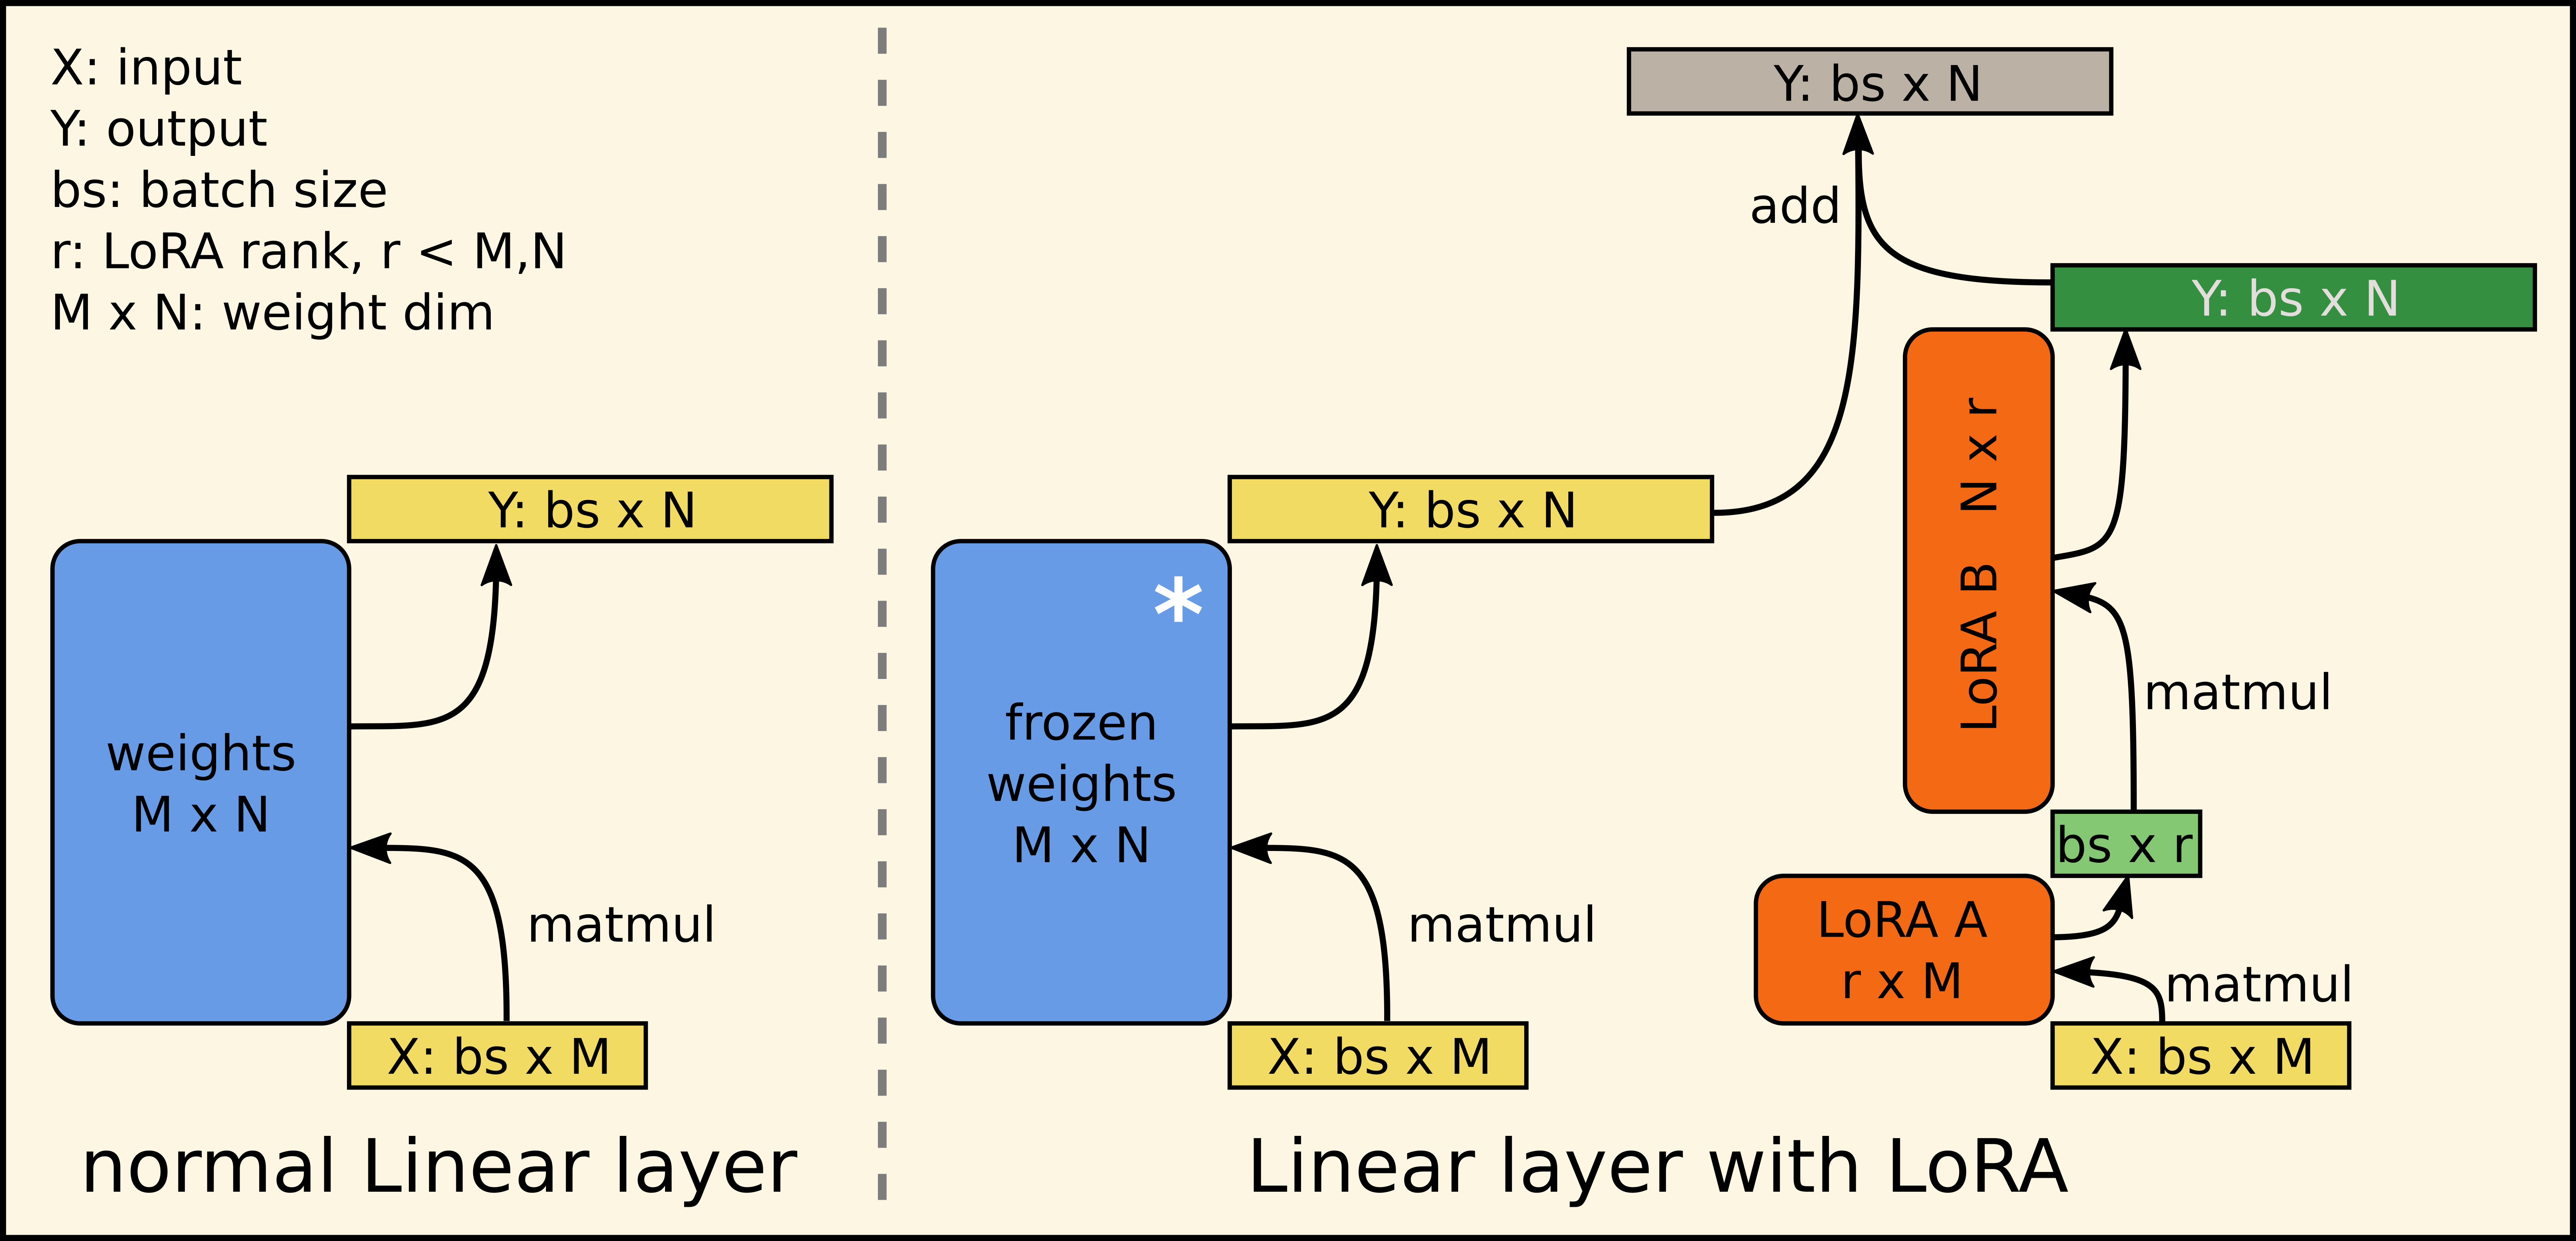 X: input
Y: output
bs: batch size
r: LoRA rank, r < M,N
M x N: weight dim
Y: bs x N
weights
M x N
matmul
X: bs x M
normal Linear layer
Y: bs x N
add
Y: bs x N
Y: bs x N
*
frozen
weights
M x N
matmul
X: bs x M
LoRA B N x r
matmul
bs x r
LoRA A
r x M
matmul
X: bs x M
Linear layer with LoRA